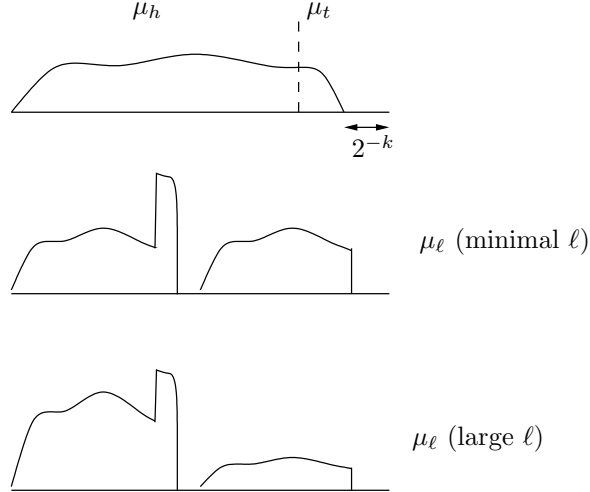 μ_h μ_t
2^{-k}
μ_ℓ (minimal ℓ)
μ_ℓ (large ℓ)